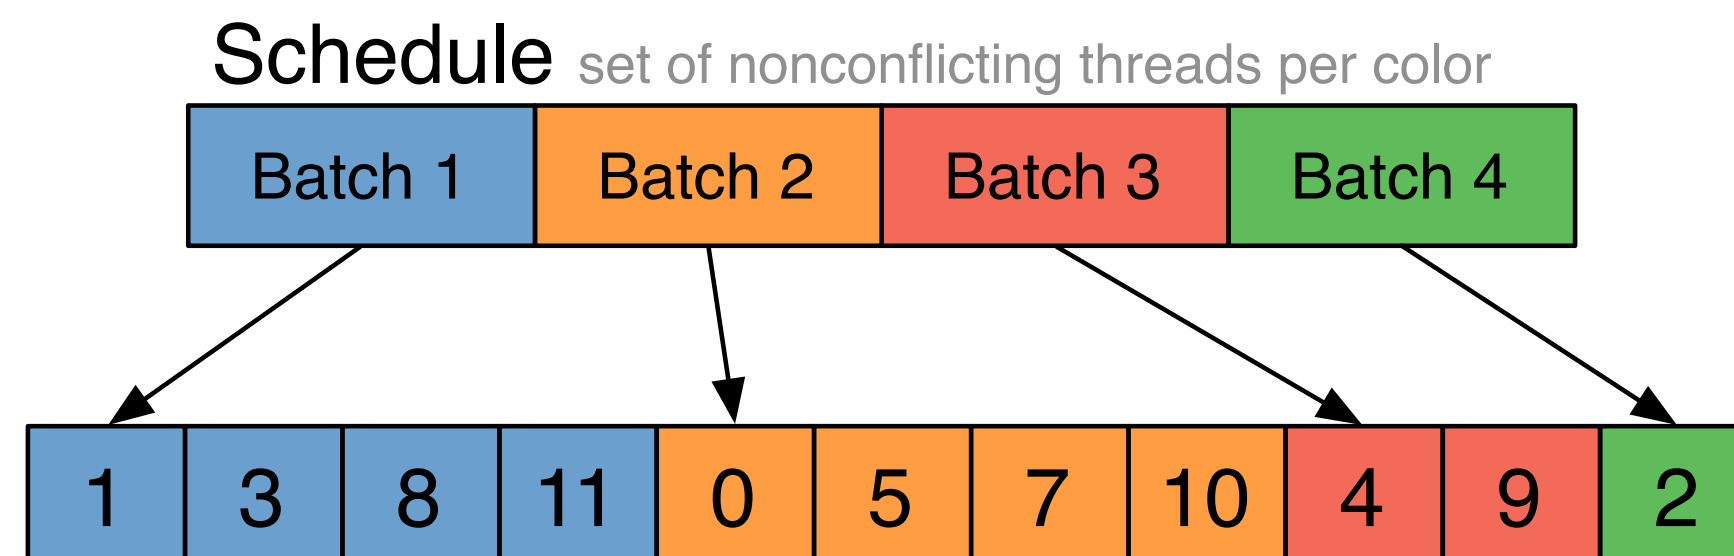 Schedule set of nonconflicting threads per color
Batch 1 Batch 2 Batch 3 Batch 4
1 3 8 11 0 5 7 10 4 9 2